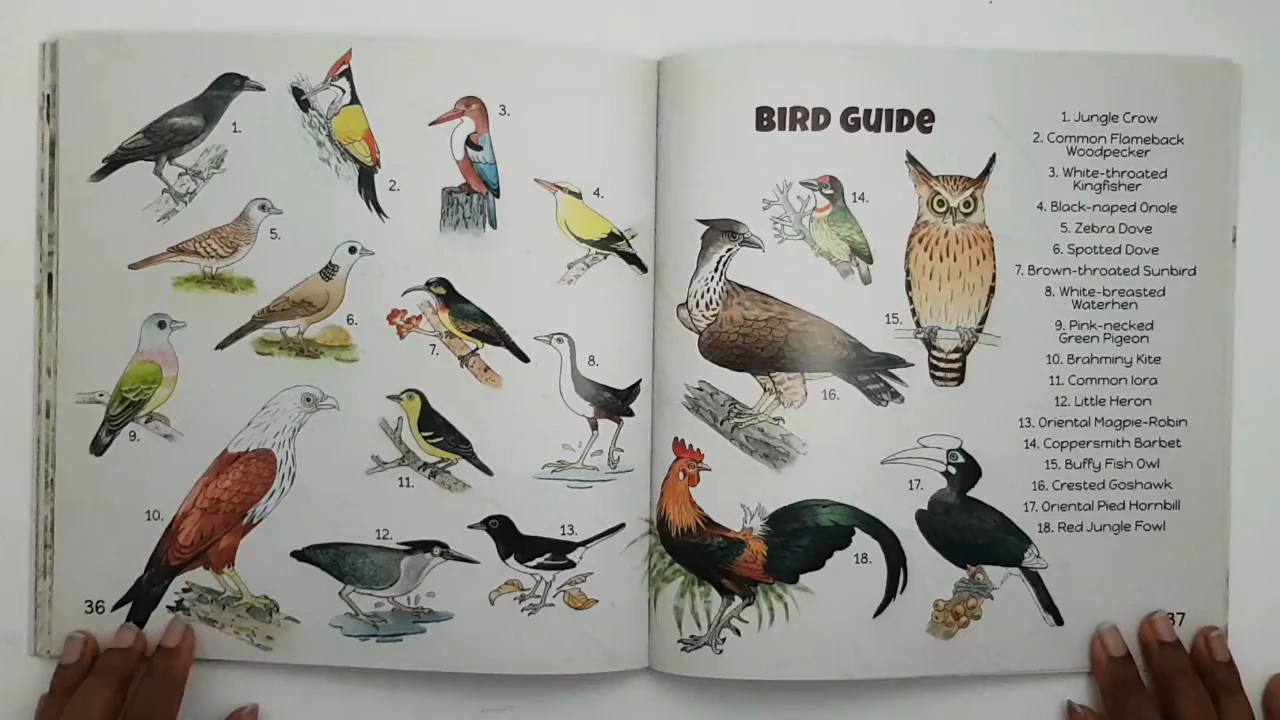 1.
2.
3.
4.
5.
6.
7.
8.
9.
10.
11.
12.
13.
36
BIRD GUIDE
14.
15.
16.
17.
18.
1. Jungle Crow
2. Common Flameback
Woodpecker
3. White-throated
Kingfisher
4. Black-naped Oriole
5. Zebra Dove
6. Spotted Dove
7. Brown-throated Sunbird
8. White-breasted
Waterhen
9. Pink-necked
Green Pigeon
10. Brahminy Kite
11. Common Iora
12. Little Heron
13. Oriental Magpie-Robin
14. Coppersmith Barbet
15. Buffy Fish Owl
16. Crested Goshawk
17. Oriental Pied Hornbill
18. Red Jungle Fowl
37